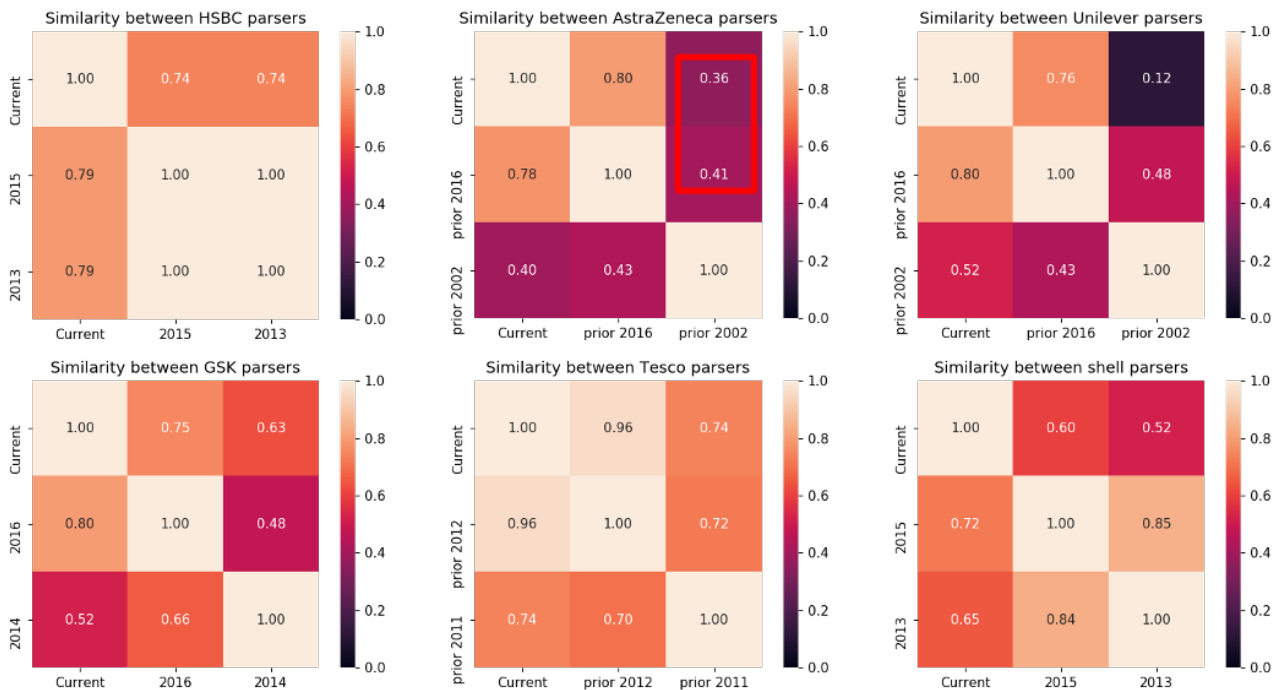 Similarity between HSBC parsers
Current 1.00 0.74 0.74
2015 0.79 1.00 1.00
2013 0.79 1.00 1.00
Current 2015 2013
1.0
0.8
0.6
0.4
0.2
0.0
Similarity between AstraZeneca parsers
Current 1.00 0.80 0.36
prior 2016 0.78 1.00 0.41
prior 2002 0.40 0.43 1.00
Current prior 2016 prior 2002
1.0
0.8
0.6
0.4
0.2
0.0
Similarity between Unilever parsers
Current 1.00 0.76 0.12
prior 2016 0.80 1.00 0.48
prior 2002 0.52 0.43 1.00
Current prior 2016 prior 2002
1.0
0.8
0.6
0.4
0.2
0.0
Similarity between GSK parsers
Current 1.00 0.75 0.63
2016 0.80 1.00 0.48
2014 0.52 0.66 1.00
Current 2016 2014
1.0
0.8
0.6
0.4
0.2
0.0
Similarity between Tesco parsers
Current 1.00 0.96 0.74
prior 2012 0.96 1.00 0.72
prior 2011 0.74 0.70 1.00
Current prior 2012 prior 2011
1.0
0.8
0.6
0.4
0.2
0.0
Similarity between shell parsers
Current 1.00 0.60 0.52
2015 0.72 1.00 0.85
2013 0.65 0.84 1.00
Current 2015 2013
1.0
0.8
0.6
0.4
0.2
0.0